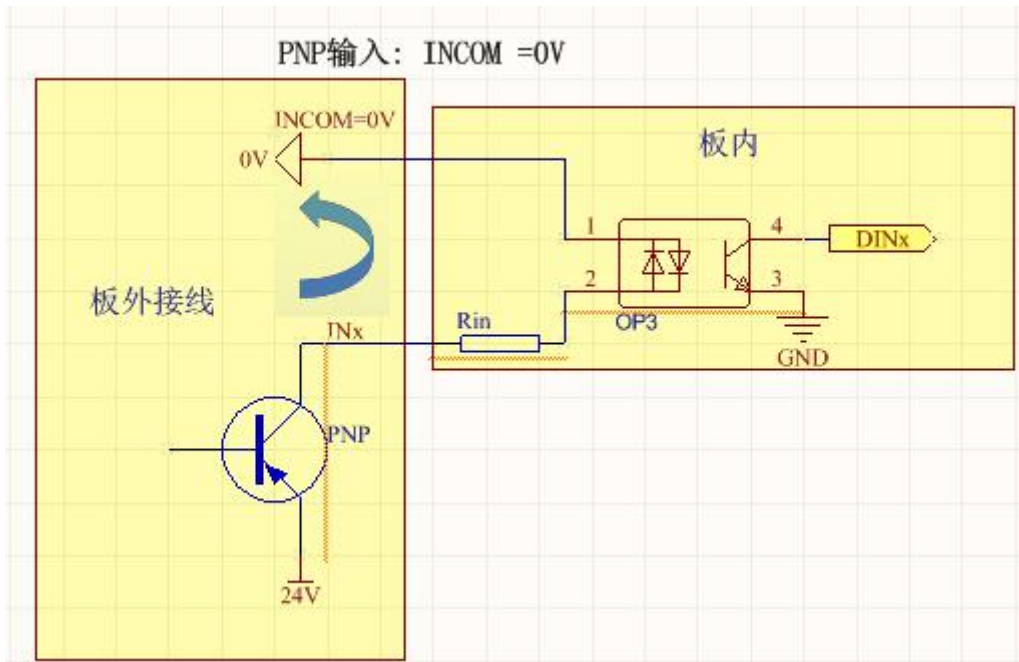 PNP输入: INCOM =0V
INCOM=0V
0V
板内
1
4
DINx
2
3
板外接线
INx
Rin
OP3
GND
PNP
24V